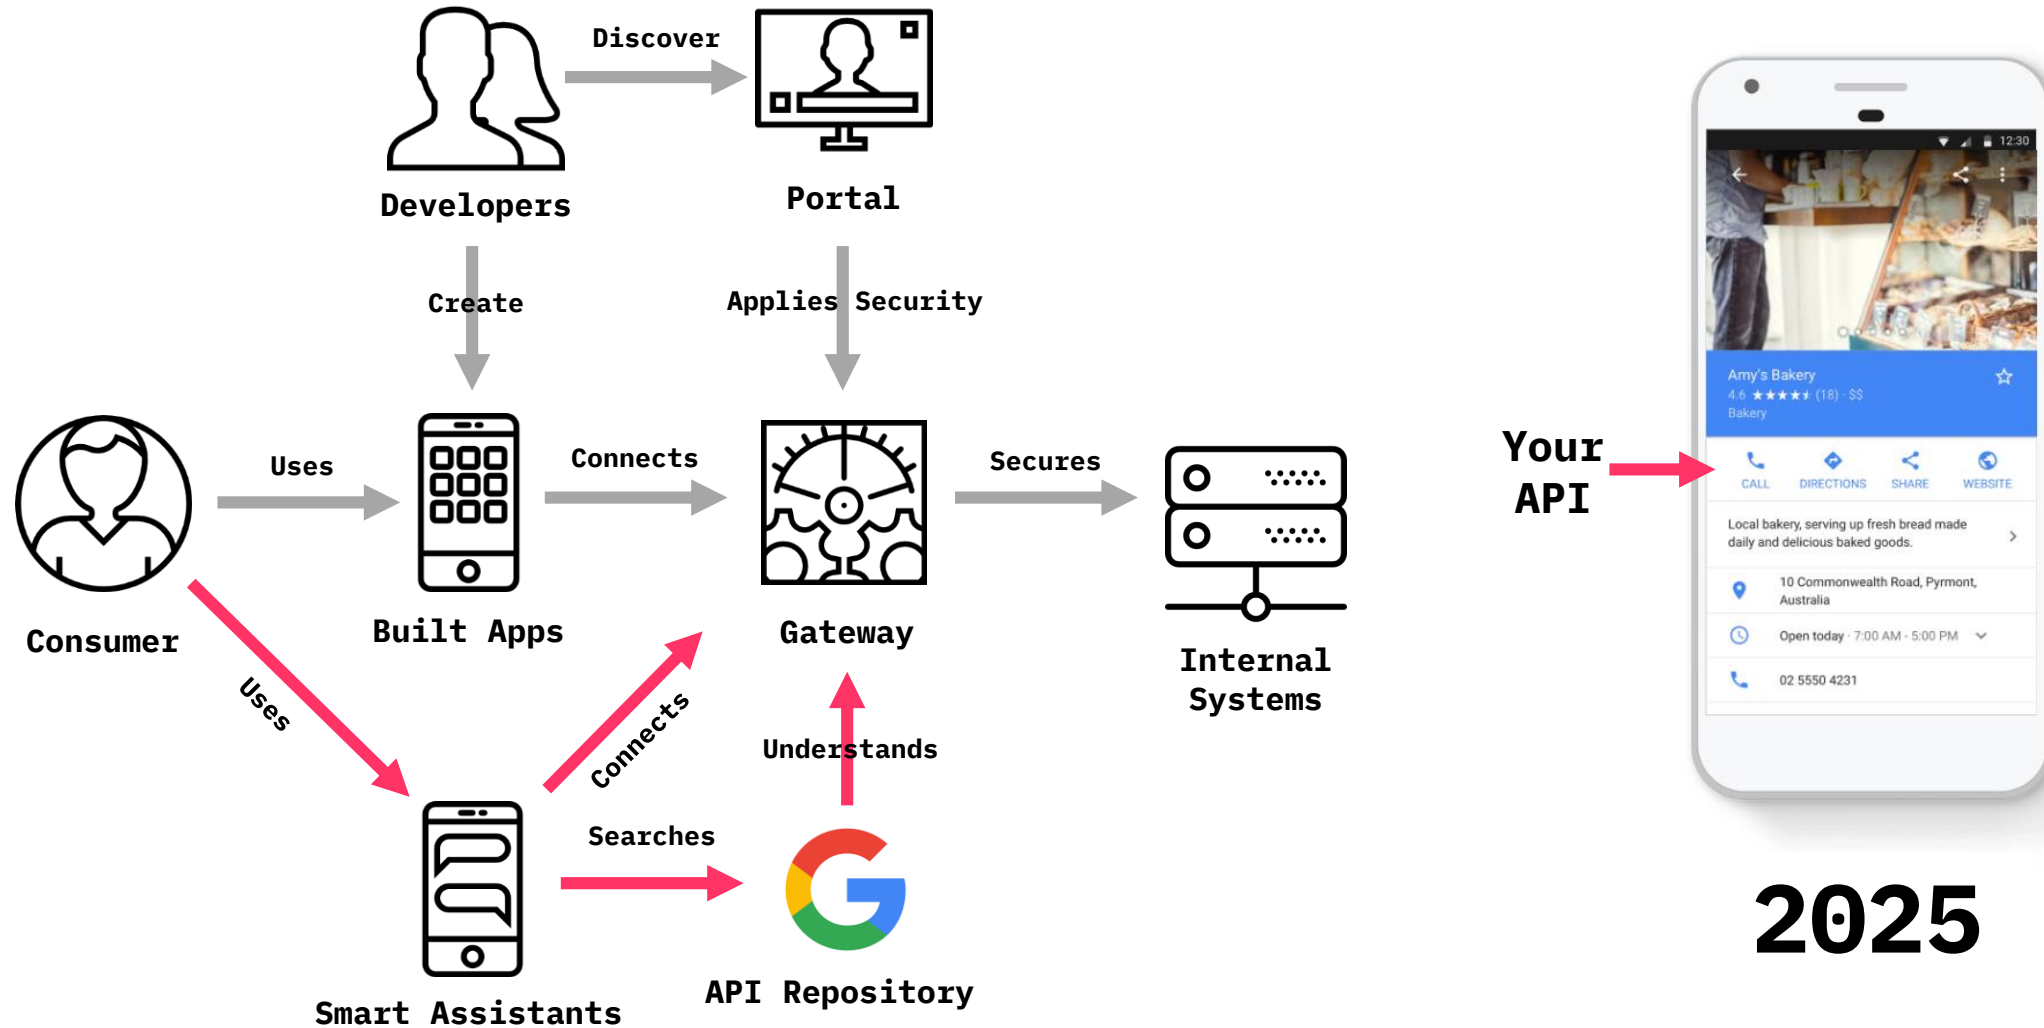 Discover
Developers
Portal
Create
Applies Security
Uses
Connects
Secures
Consumer
Built Apps
Gateway
Internal
Systems
Uses
Connects
Understands
Searches
Smart Assistants
API Repository
Your
API
12:30
Amy's Bakery
4.6 ★★★★★ (18) · $$
Bakery
CALL DIRECTIONS SHARE WEBSITE
Local bakery, serving up fresh bread made
daily and delicious baked goods.
10 Commonwealth Road, Pyrmont,
Australia
Open today · 7:00 AM - 5:00 PM
02 5550 4231
2025